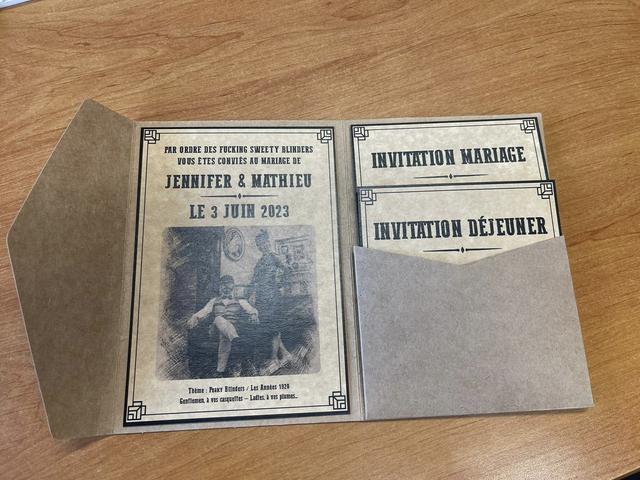 PAR ORDRE DES FUCKING SWEETY BLINDERS
VOUS ÊTES CONVIÉS AU MARIAGE DE
JENNIFER & MATHIEU
LE 3 JUIN 2023
Thème : Peaky Blinders / Les Années 1920
Gentlemen, à vos casquettes – Ladies, à vos plumes..
INVITATION MARIAGE
INVITATION DÉJEUNER